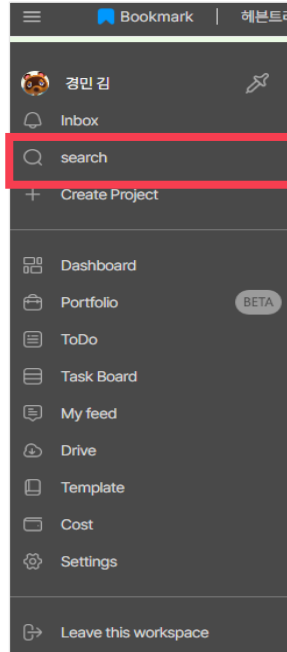 Bookmark | 헤븐트리
경민 김
Inbox
search
Create Project
Dashboard
Portfolio BETA
ToDo
Task Board
My feed
Drive
Template
Cost
Settings
Leave this workspace